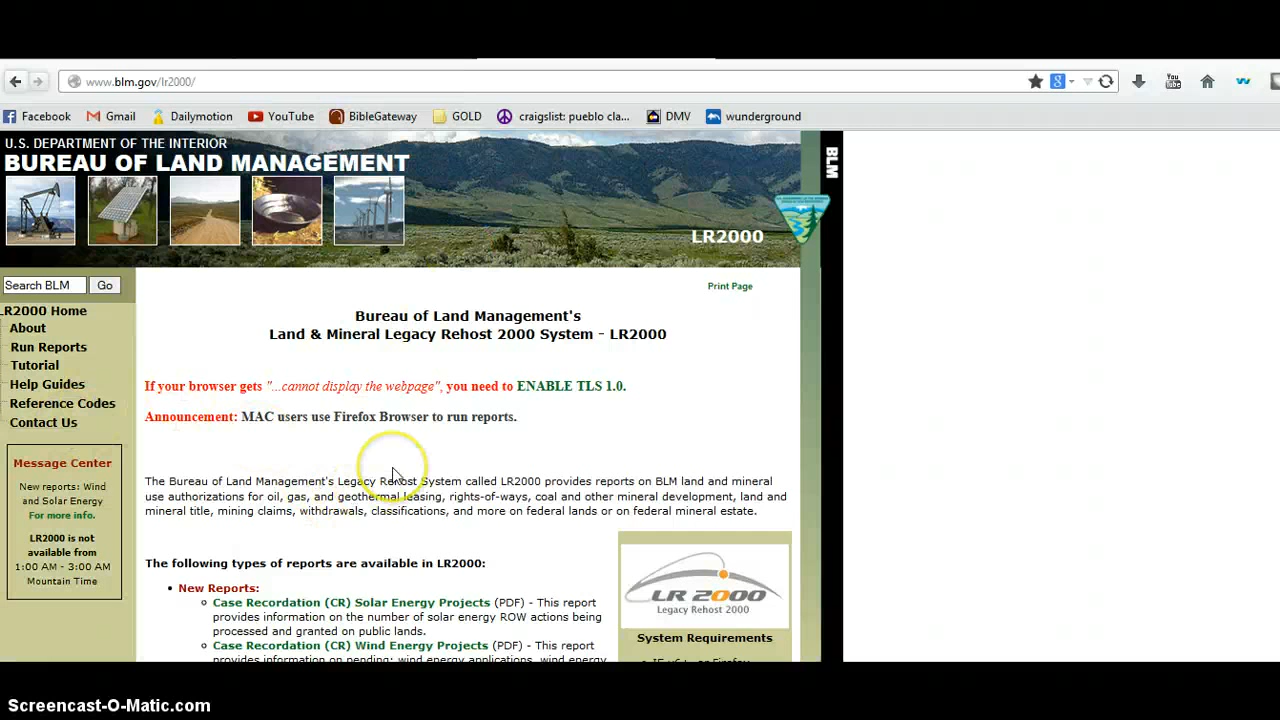 www.blm.gov/lr2000/
Facebook Gmail Dailymotion YouTube BibleGateway GOLD craigslist: pueblo cla... DMV wunderground
U.S. DEPARTMENT OF THE INTERIOR
BUREAU OF LAND MANAGEMENT
BLM
LR2000
Search BLM Go
Print Page
LR2000 Home
About
Run Reports
Tutorial
Help Guides
Reference Codes
Contact Us
Message Center
New reports: Wind
and Solar Energy
For more info.
LR2000 is not
available from
1:00 AM - 3:00 AM
Mountain Time
Bureau of Land Management's
Land & Mineral Legacy Rehost 2000 System - LR2000
If your browser gets "...cannot display the webpage", you need to ENABLE TLS 1.0.
Announcement: MAC users use Firefox Browser to run reports.
The Bureau of Land Management's Legacy Rehost System called LR2000 provides reports on BLM land and mineral
use authorizations for oil, gas, and geothermal leasing, rights-of-ways, coal and other mineral development, land and
mineral title, mining claims, withdrawals, classifications, and more on federal lands or on federal mineral estate.
The following types of reports are available in LR2000:
New Reports:
Case Recordation (CR) Solar Energy Projects (PDF) - This report
provides information on the number of solar energy ROW actions being
processed and granted on public lands.
Case Recordation (CR) Wind Energy Projects (PDF) - This report
provides information on pending: wind energy applications, wind energy
LR 2000
Legacy Rehost 2000
System Requirements
Screencast-O-Matic.com